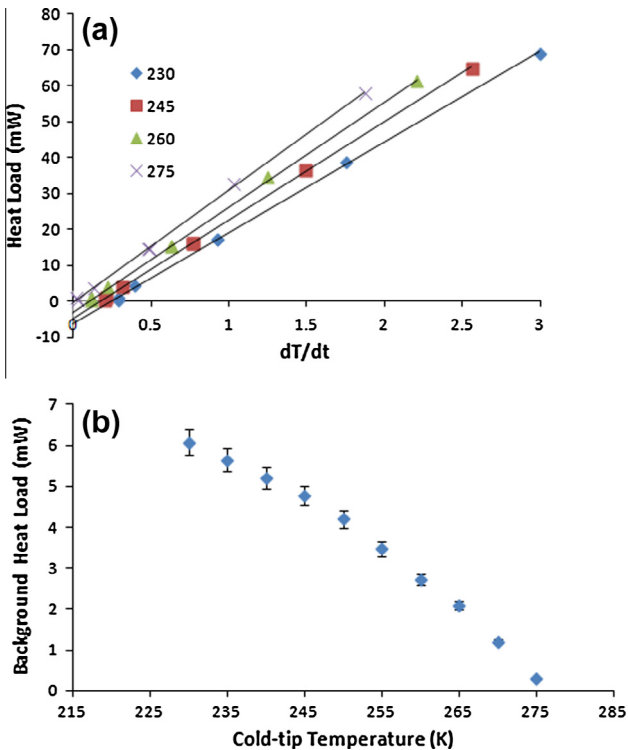 (a)
80
70
60
50
40
30
20
10
0
-10
Heat Load (mW)
230
245
260
275
0 0.5 1 1.5 2 2.5 3
dT/dt
(b)
7
6
5
4
3
2
1
0
Background Heat Load (mW)
215 225 235 245 255 265 275 285
Cold-tip Temperature (K)